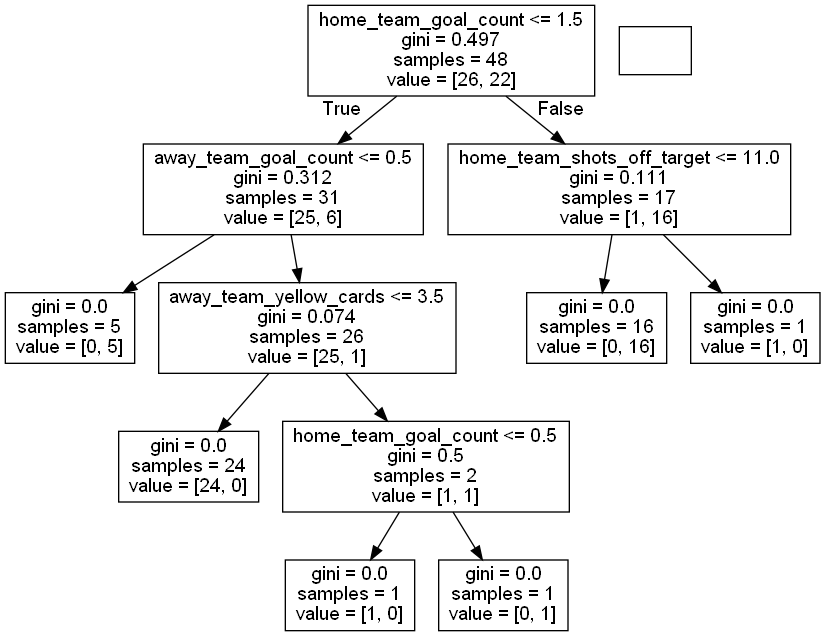 home_team_goal_count <= 1.5
gini = 0.497
samples = 48
value = [26, 22]
True
False
away_team_goal_count <= 0.5
gini = 0.312
samples = 31
value = [25, 6]
home_team_shots_off_target <= 11.0
gini = 0.111
samples = 17
value = [1, 16]
gini = 0.0
samples = 5
value = [0, 5]
away_team_yellow_cards <= 3.5
gini = 0.074
samples = 26
value = [25, 1]
gini = 0.0
samples = 16
value = [0, 16]
gini = 0.0
samples = 1
value = [1, 0]
gini = 0.0
samples = 24
value = [24, 0]
home_team_goal_count <= 0.5
gini = 0.5
samples = 2
value = [1, 1]
gini = 0.0
samples = 1
value = [1, 0]
gini = 0.0
samples = 1
value = [0, 1]